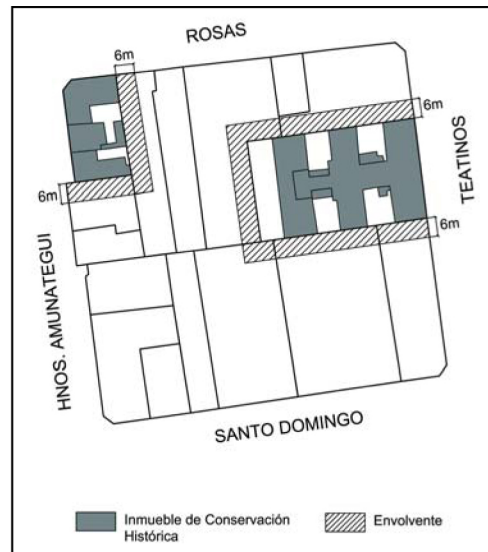 ROSAS
6m
6m
TEATINOS
6m
6m
HNOS. AMUNATEGUI
SANTO DOMINGO
Inmueble de Conservación
Histórica
Envolvente